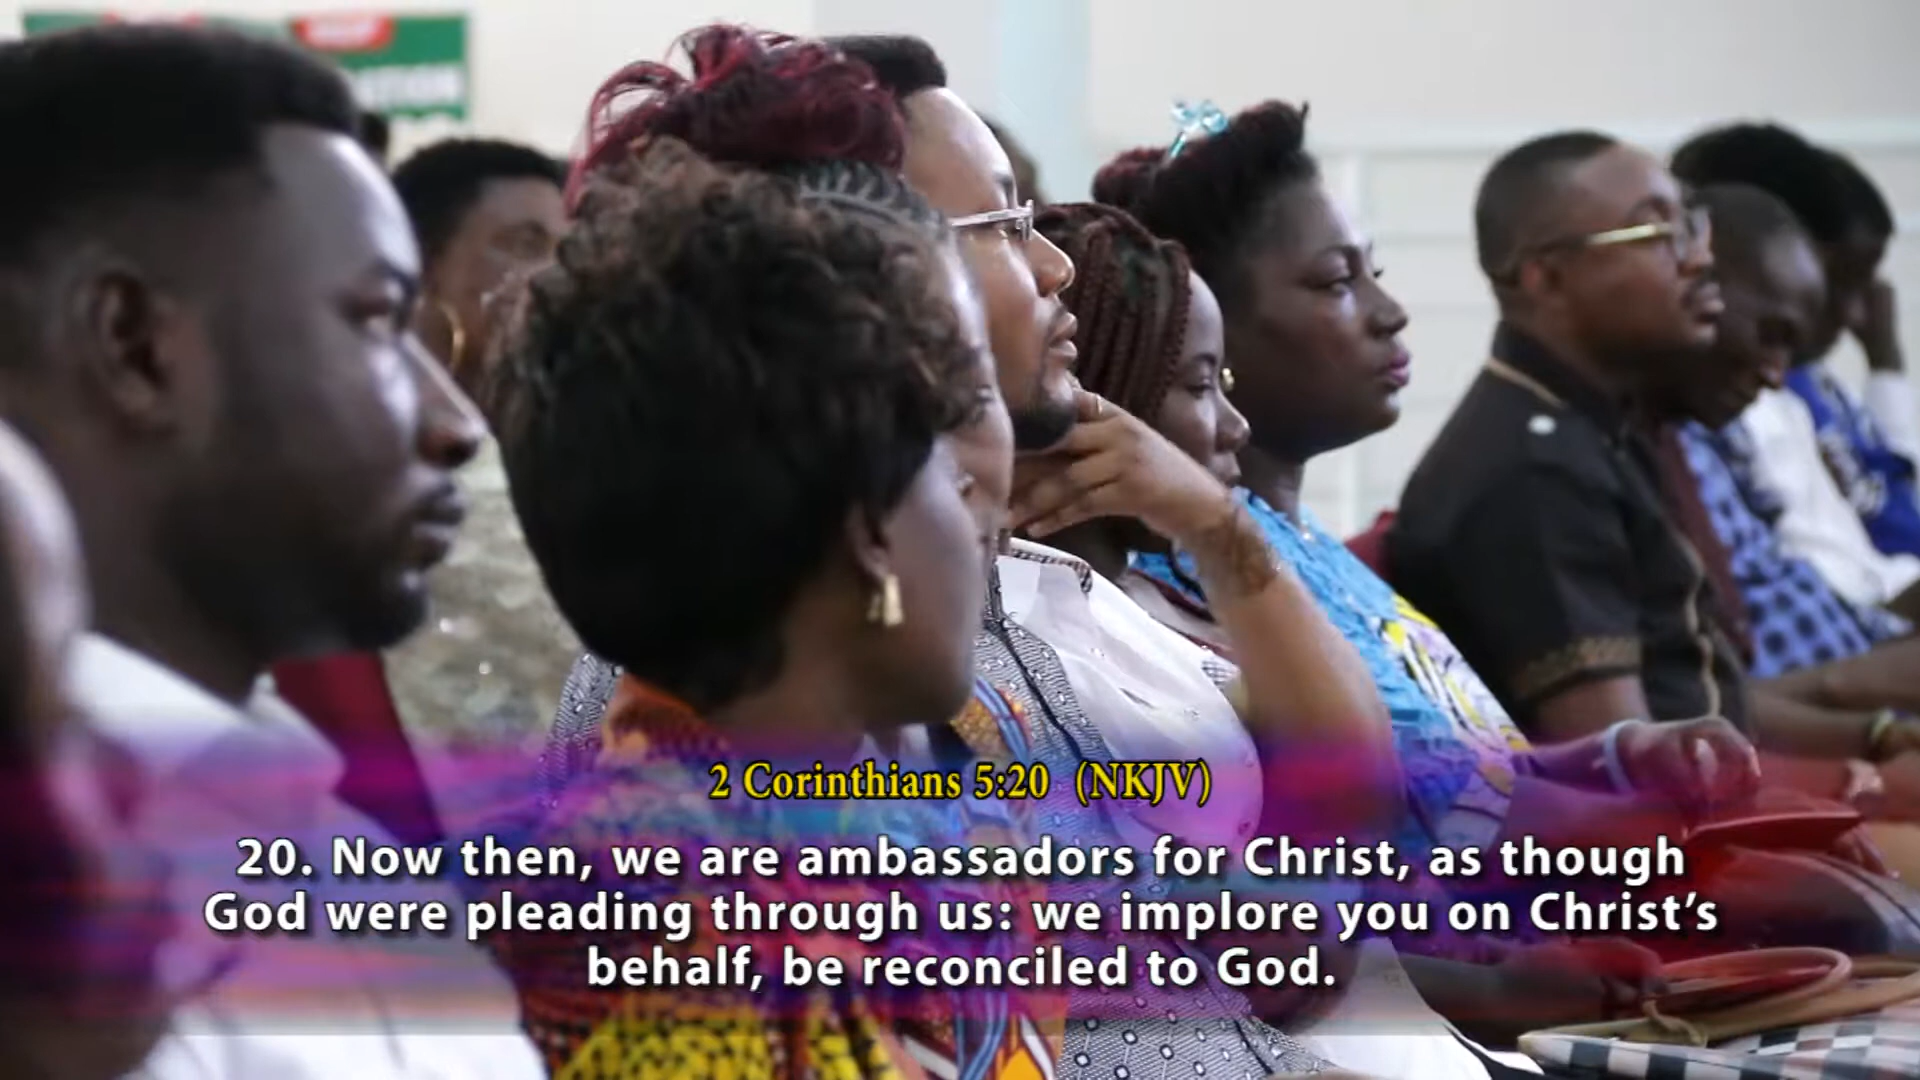 2 Corinthians 5:20 (NKJV)
20. Now then, we are ambassadors for Christ, as though
God were pleading through us: we implore you on Christ’s
behalf, be reconciled to God.